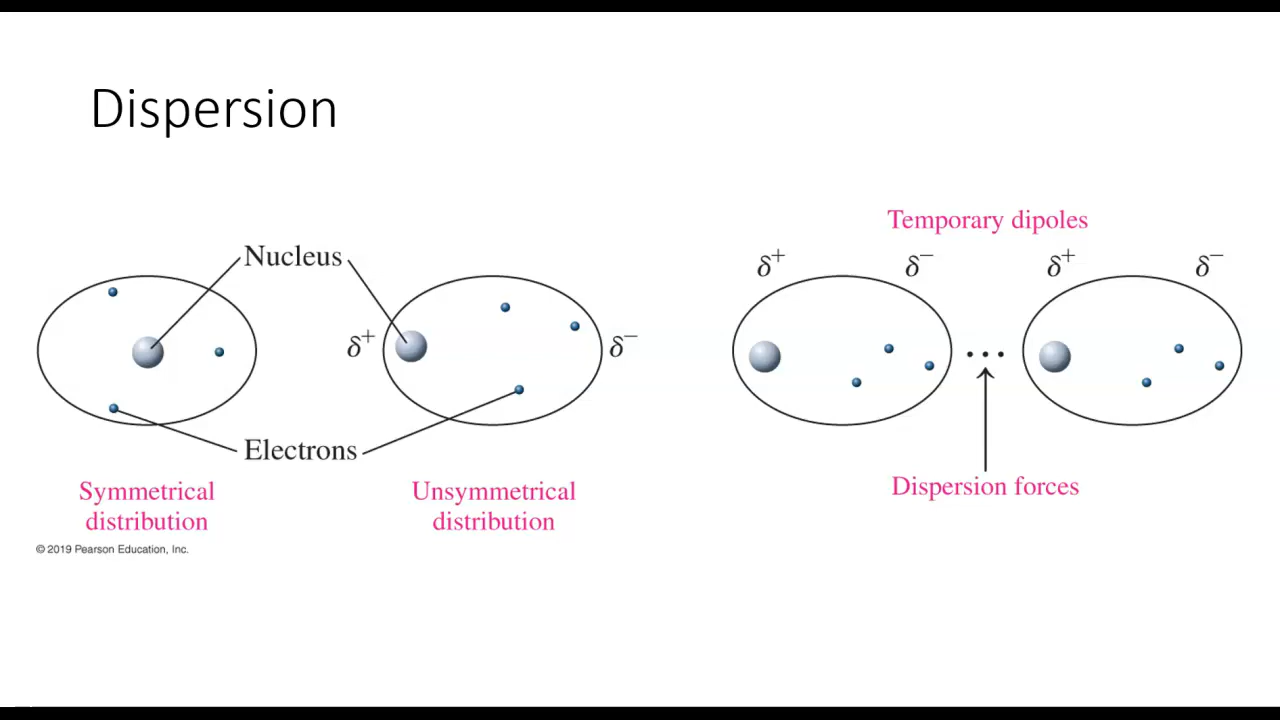 Dispersion
Temporary dipoles
Nucleus
δ+ δ− δ+ δ−
δ+ δ−
Electrons
Symmetrical
distribution
Unsymmetrical
distribution
Dispersion forces
© 2019 Pearson Education, Inc.